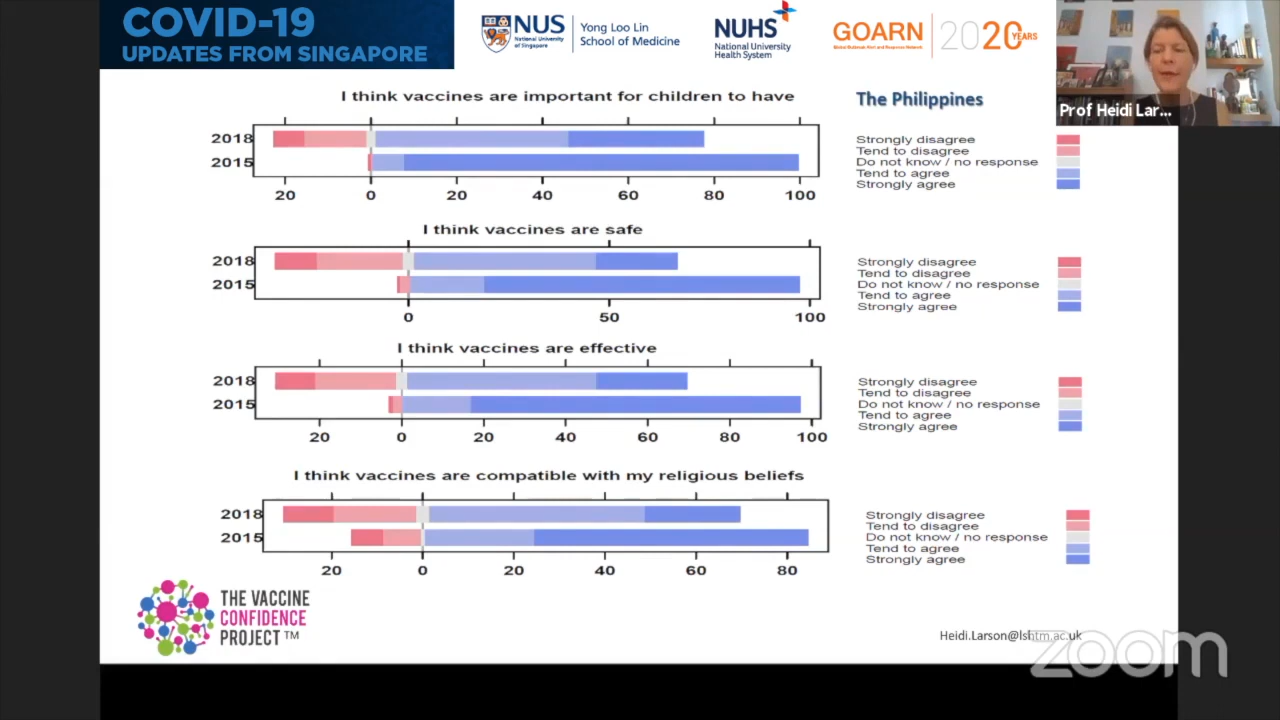 COVID-19
UPDATES FROM SINGAPORE
NUS
National University
of Singapore
Yong Loo Lin
School of Medicine
NUHS
National University
Health System
GOARN
Global Outbreak Alert and Response Network
2020 YEARS
Prof Heidi Lar...
The Philippines
I think vaccines are important for children to have
2018
2015
20 0 20 40 60 80 100
Strongly disagree
Tend to disagree
Do not know / no response
Tend to agree
Strongly agree
I think vaccines are safe
2018
2015
0 50 100
Strongly disagree
Tend to disagree
Do not know / no response
Tend to agree
Strongly agree
I think vaccines are effective
2018
2015
20 0 20 40 60 80 100
Strongly disagree
Tend to disagree
Do not know / no response
Tend to agree
Strongly agree
I think vaccines are compatible with my religious beliefs
2018
2015
20 0 20 40 60 80
Strongly disagree
Tend to disagree
Do not know / no response
Tend to agree
Strongly agree
THE VACCINE
CONFIDENCE
PROJECT™
Heidi.Larson@lshtm.ac.uk
zoom